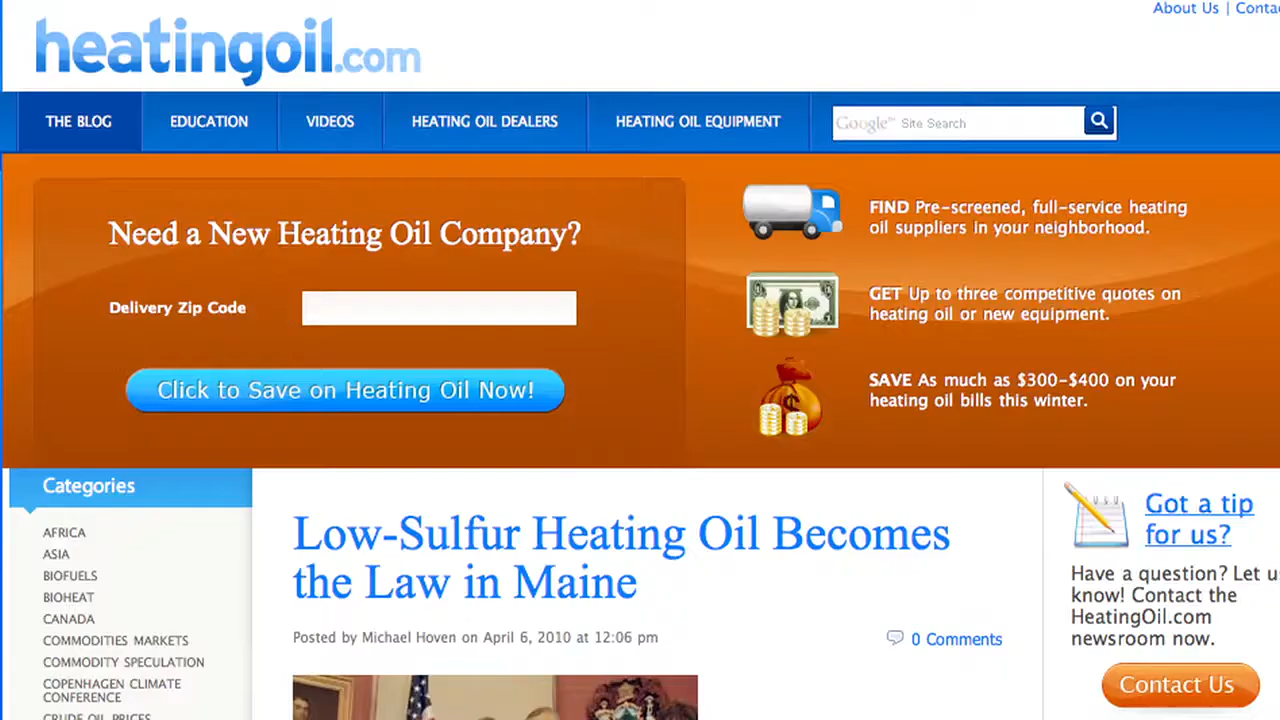 About Us |
heatingoil.com
THE BLOG
EDUCATION
VIDEOS
HEATING OIL DEALERS
HEATING OIL EQUIPMENT
Google™ Site Search
Need a New Heating Oil Company?
Delivery Zip Code
Click to Save on Heating Oil Now!
FIND Pre-screened, full-service heating
oil suppliers in your neighborhood.
GET Up to three competitive quotes on
heating oil or new equipment.
SAVE As much as $300-$400 on your
heating oil bills this winter.
Categories
AFRICA
ASIA
BIOFUELS
BIOHEAT
CANADA
COMMODITIES MARKETS
COMMODITY SPECULATION
COPENHAGEN CLIMATE
CONFERENCE
CRUDE OIL PRICES
Low-Sulfur Heating Oil Becomes
the Law in Maine
Posted by Michael Hoven on April 6, 2010 at 12:06 pm
0 Comments
Got a tip
for us?
Have a question? Let us
know! Contact the
HeatingOil.com
newsroom now.
Contact Us